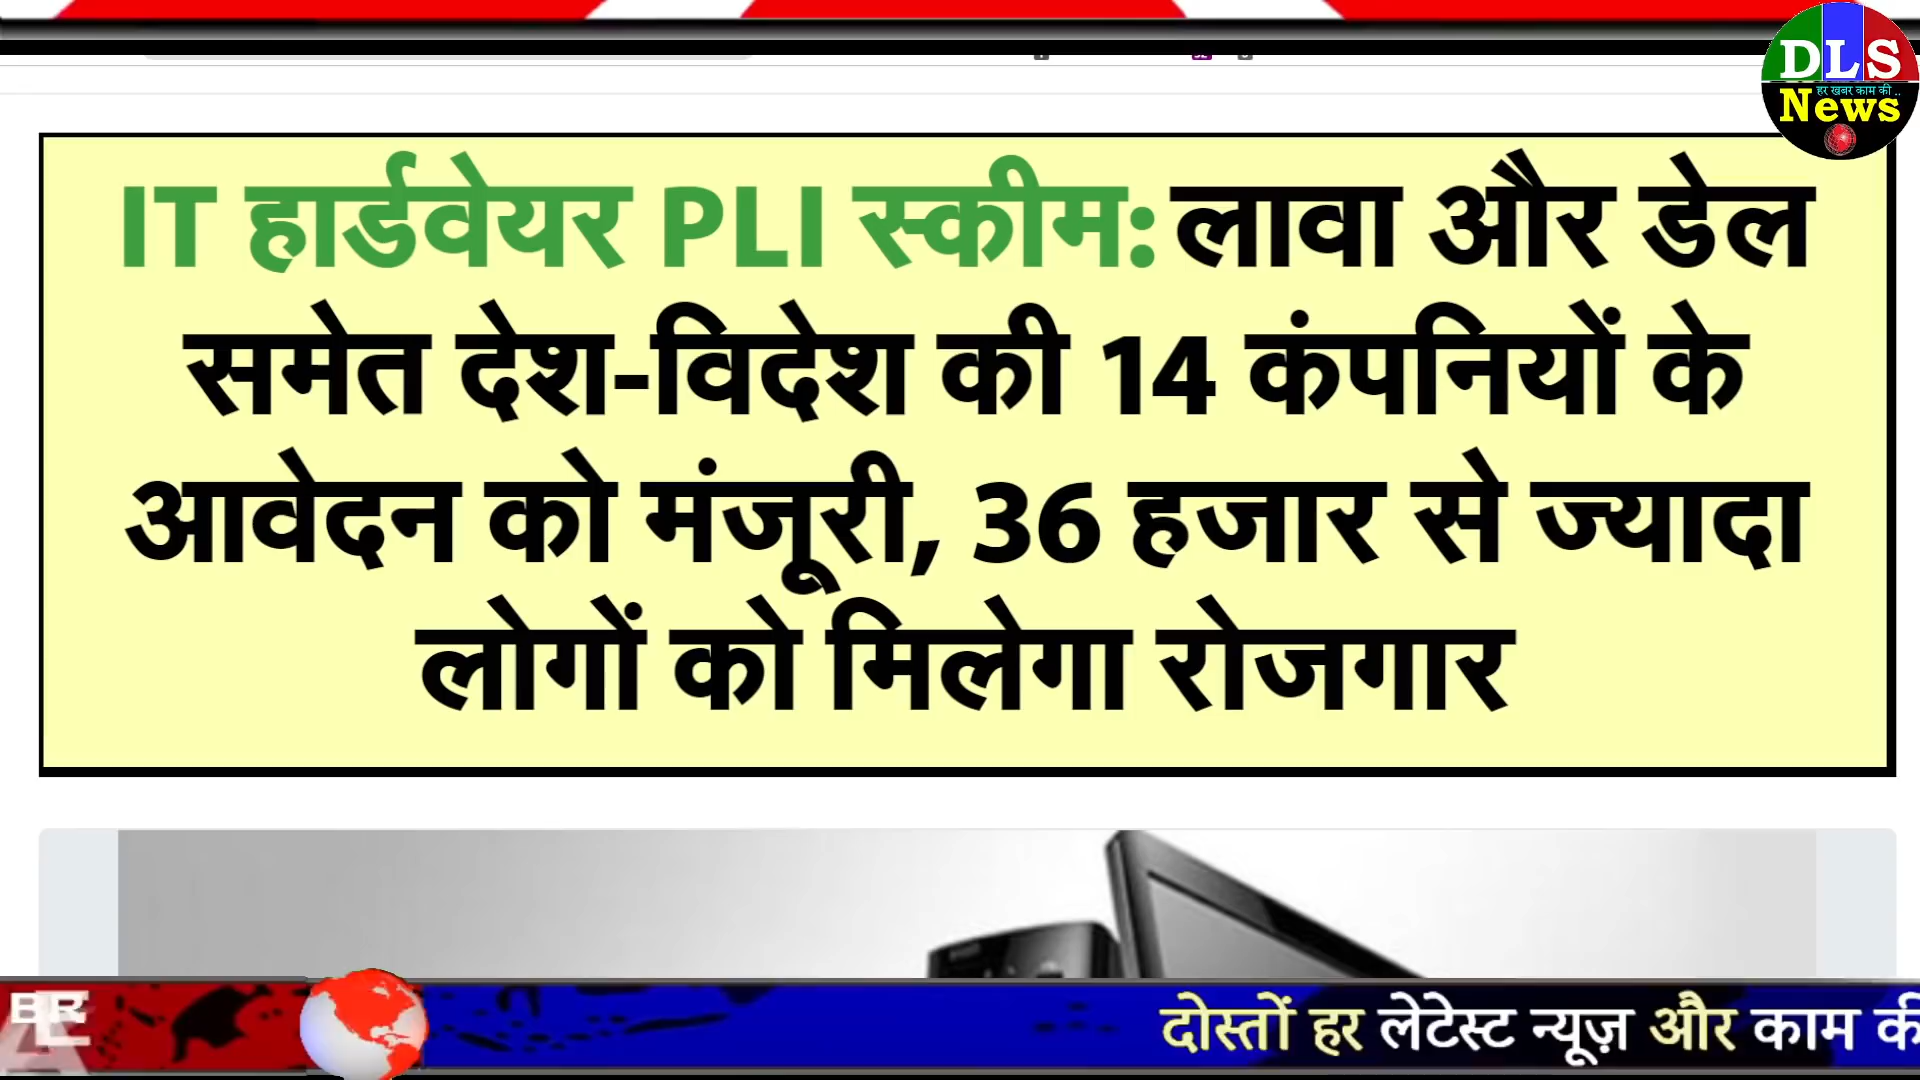 DLS
हर खबर काम की ..
News
IT हार्डवेयर PLI स्कीम: लावा और डेल
समेत देश-विदेश की 14 कंपनियों के
आवेदन को मंजूरी, 36 हजार से ज्यादा
लोगों को मिलेगा रोजगार
दोस्तों हर लेटेस्ट न्यूज़ और काम की